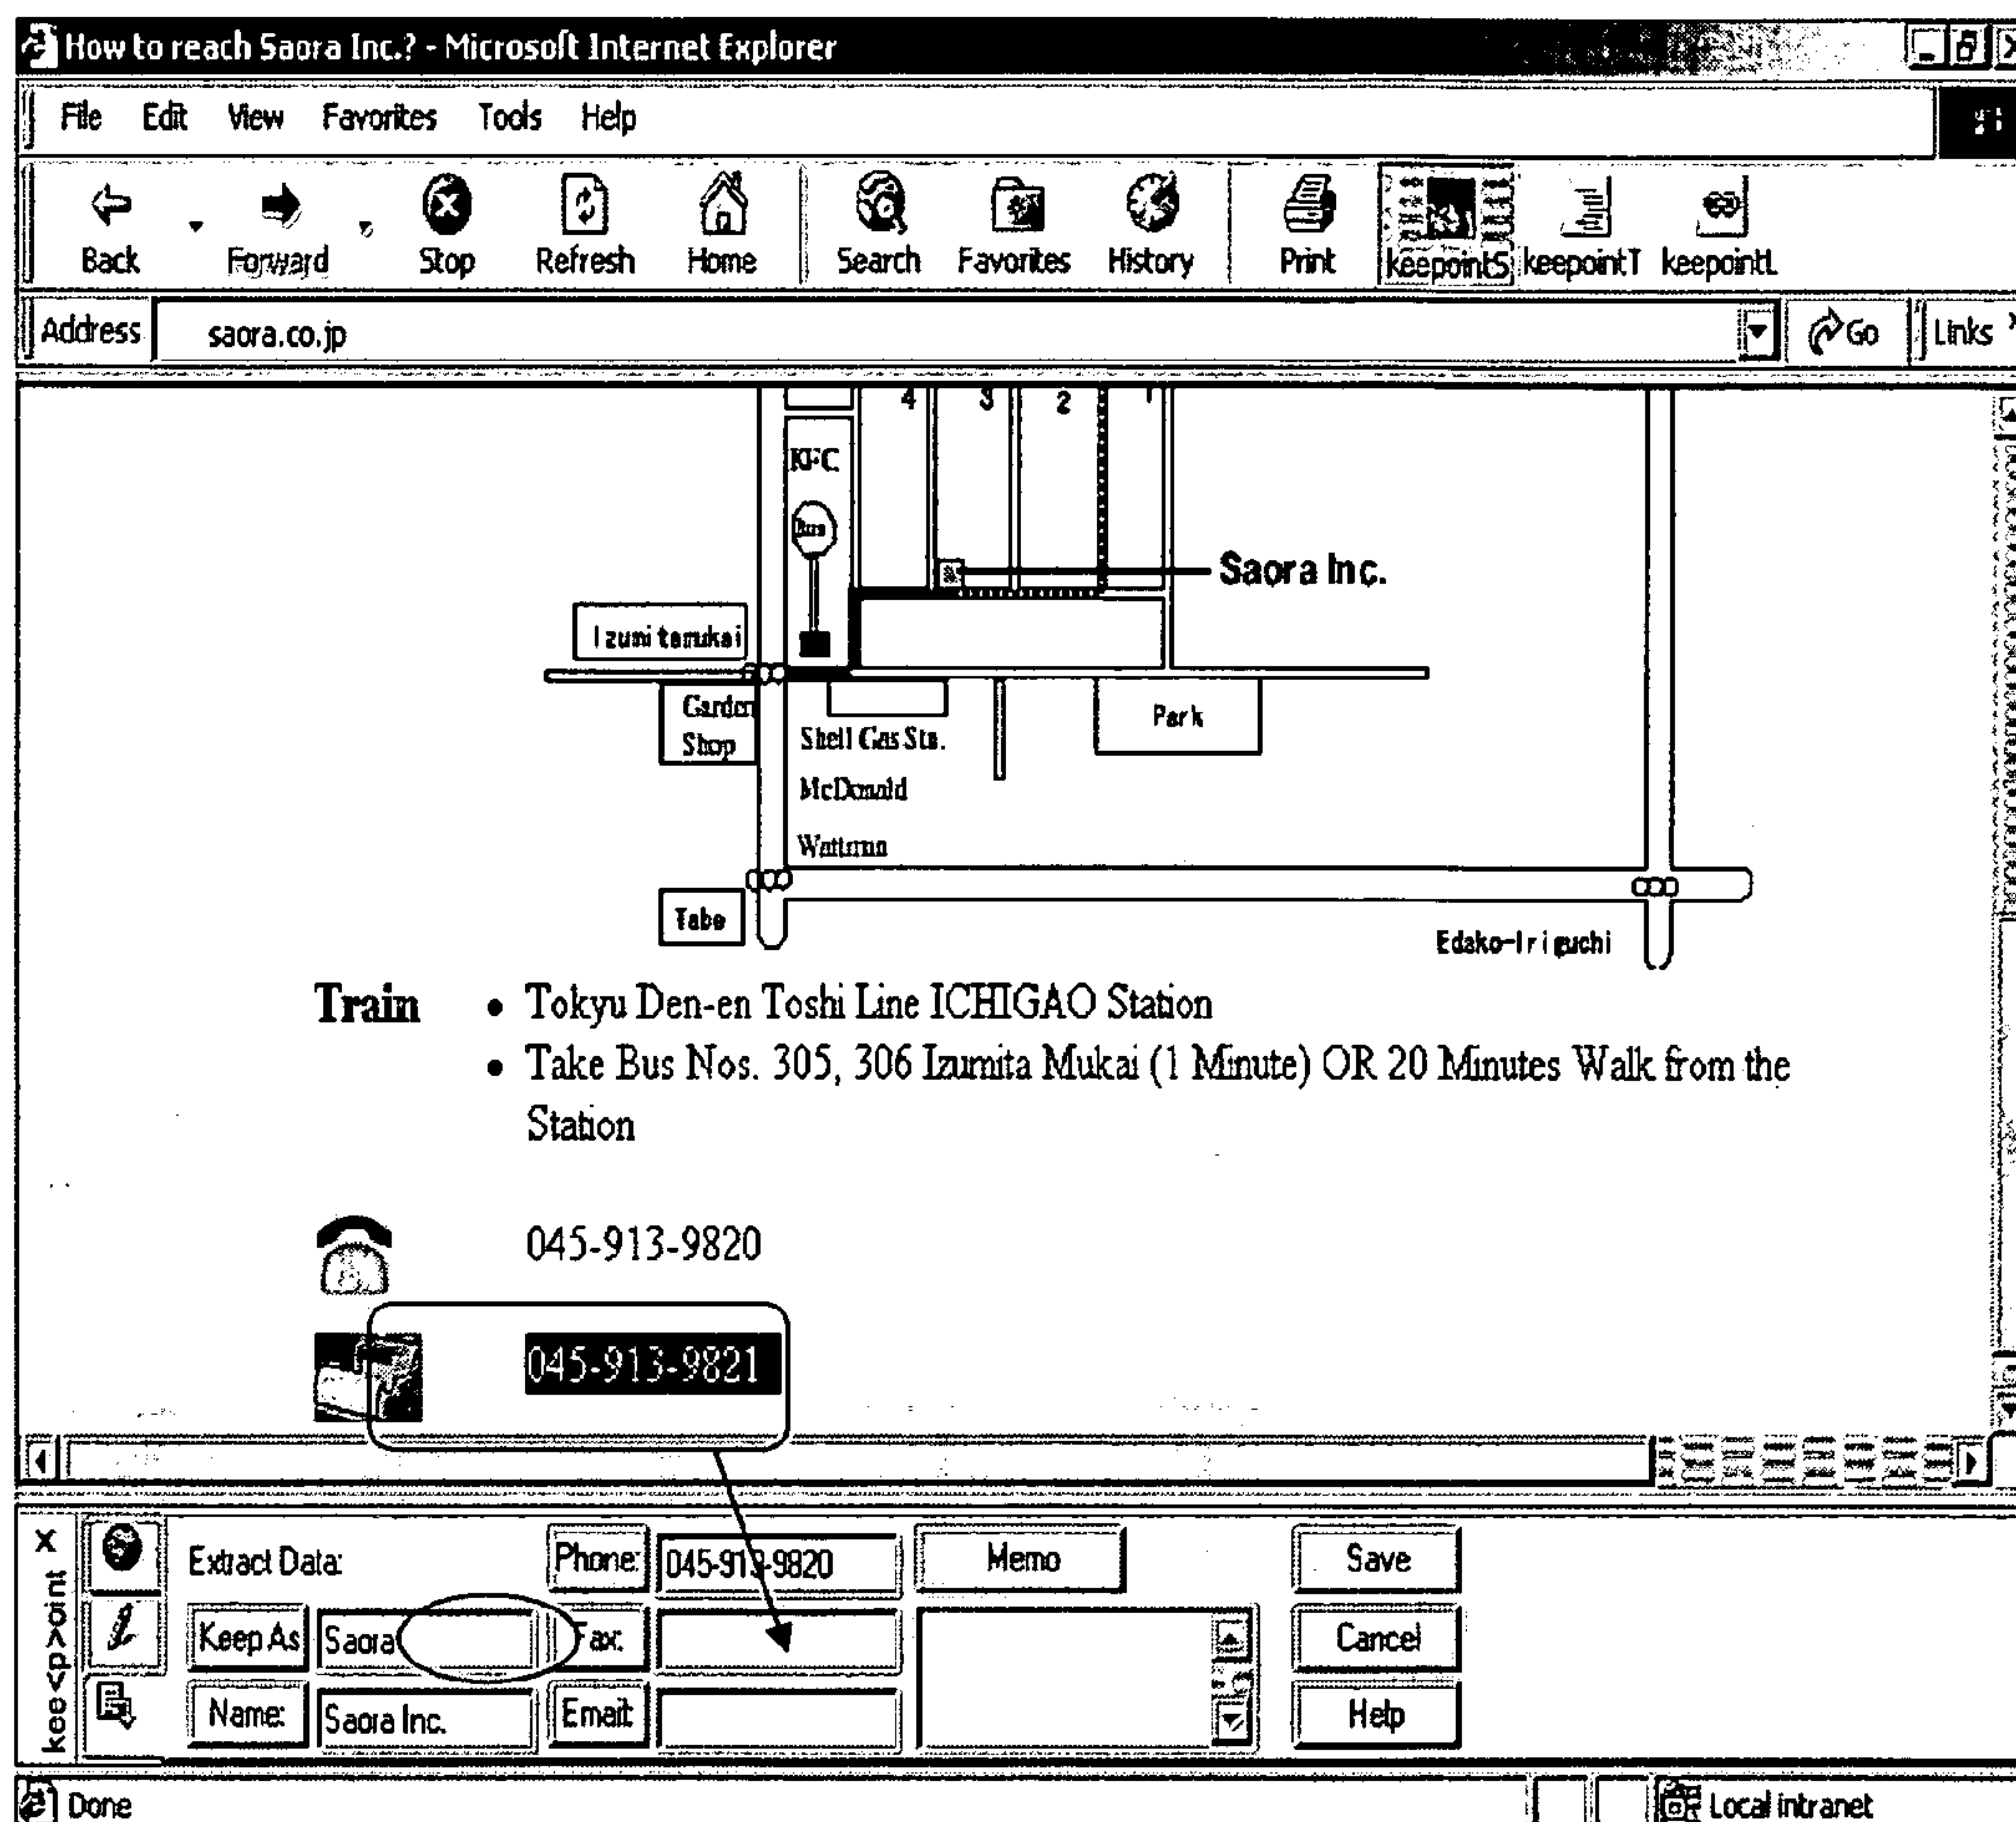 How to reach Saora Inc.? - Microsoft Internet Explorer
File Edit View Favorites Tools Help
Back Forward Stop Refresh Home Search Favorites History Print keepointS keepointT keepointL
Address saora.co.jp Go Links
4 3 2 1
KFC
Bus
Saora Inc.
Izumi tamukai
Garden
Shop
Shell Gas Sta.
Park
McDonald
Tabe
Edako-Iriguchi
Train • Tokyu Den-en Toshi Line ICHIGAO Station
• Take Bus Nos. 305, 306 Izumita Mukai (1 Minute) OR 20 Minutes Walk from the
Station
045-913-9820
045-913-9821
kee<p>oint
Extract Data: Phone: 045-913-9820 Memo Save
Keep As Saora Fax: Cancel
Name: Saora Inc. Email: Help
Done Local intranet